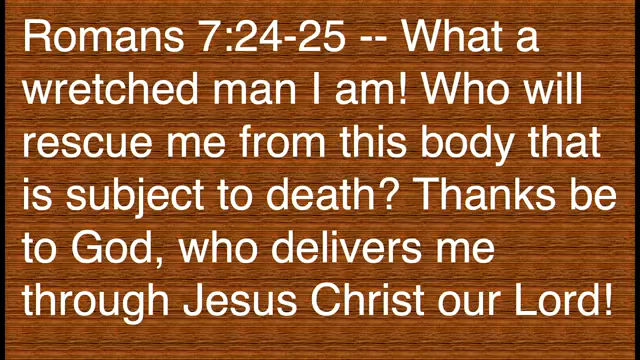 Romans 7:24-25 -- What a
wretched man I am! Who will
rescue me from this body that
is subject to death? Thanks be
to God, who delivers me
through Jesus Christ our Lord!